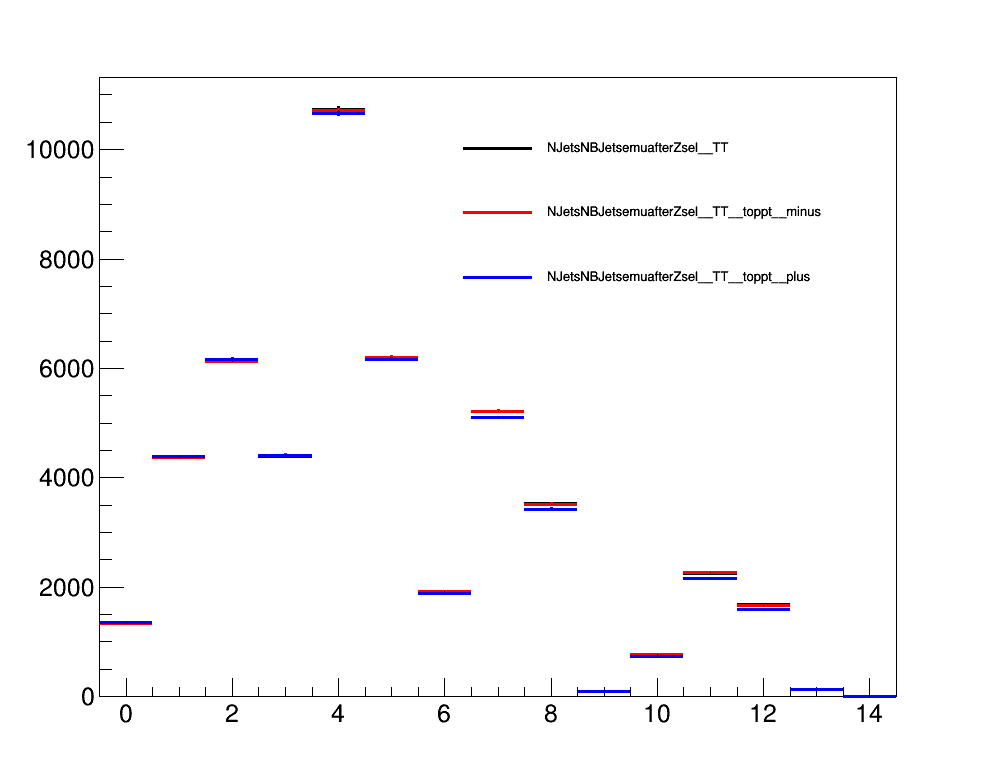 10000
8000
6000
4000
2000
0
NJetsNBJetsemuafterZsel__TT
NJetsNBJetsemuafterZsel__TT__toppt__minus
NJetsNBJetsemuafterZsel__TT__toppt__plus
0 2 4 6 8 10 12 14